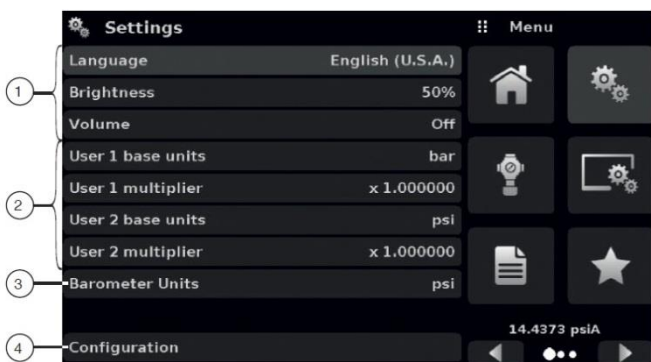 Settings
Menu
1
Language English (U.S.A.)
Brightness 50%
Volume Off
2
User 1 base units bar
User 1 multiplier x 1.000000
User 2 base units psi
User 2 multiplier x 1.000000
3
Barometer Units psi
4
Configuration
14.4373 psiA